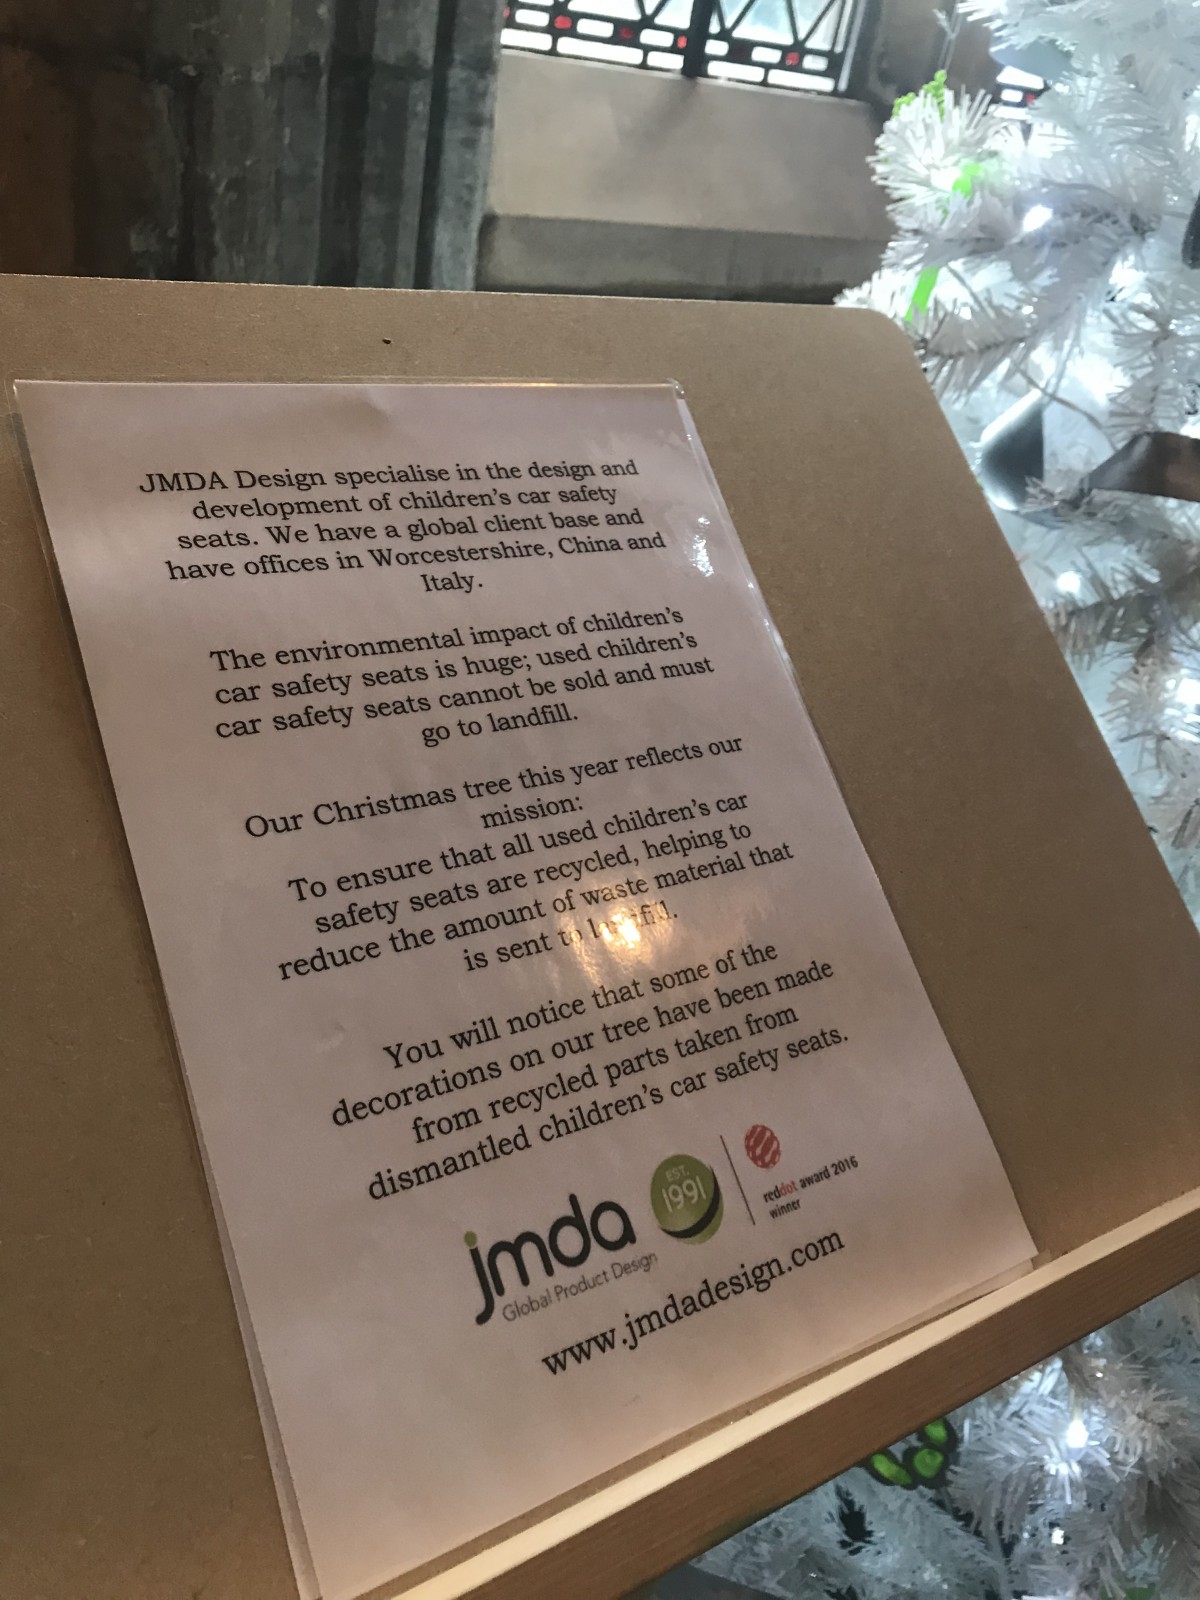 JMDA Design specialise in the design and
development of children's car safety
seats. We have a global client base and
have offices in Worcestershire, China and
Italy.
The environmental impact of children's
car safety seats is huge; used children's
car safety seats cannot be sold and must
go to landfill.
Our Christmas tree this year reflects our
mission:
To ensure that all used children's car
safety seats are recycled, helping to
reduce the amount of waste material that
is sent to landfill.
You will notice that some of the
decorations on our tree have been made
from recycled parts taken from
dismantled children's car safety seats.
jmda
Global Product Design
EST.
1991
reddot award 2016
winner
www.jmdadesign.com